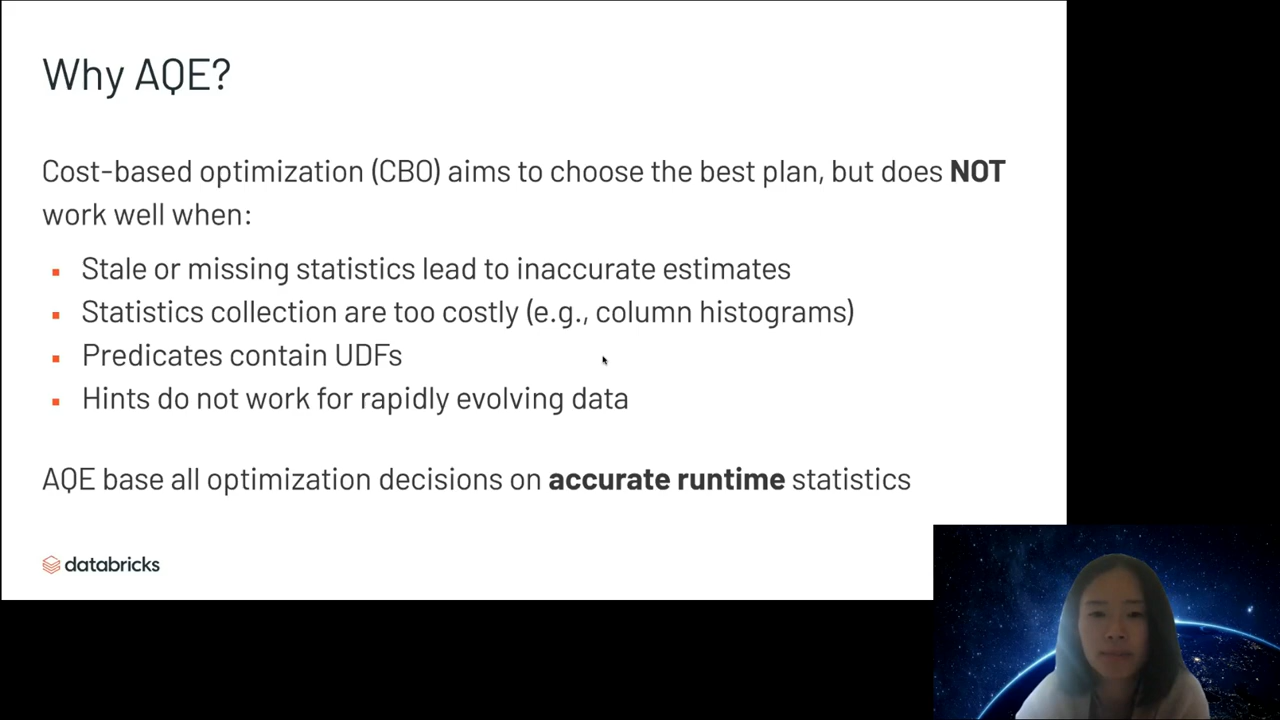 Why AQE?
Cost-based optimization (CBO) aims to choose the best plan, but does NOT
work well when:
Stale or missing statistics lead to inaccurate estimates
Statistics collection are too costly (e.g., column histograms)
Predicates contain UDFs
Hints do not work for rapidly evolving data
AQE base all optimization decisions on accurate runtime statistics
databricks